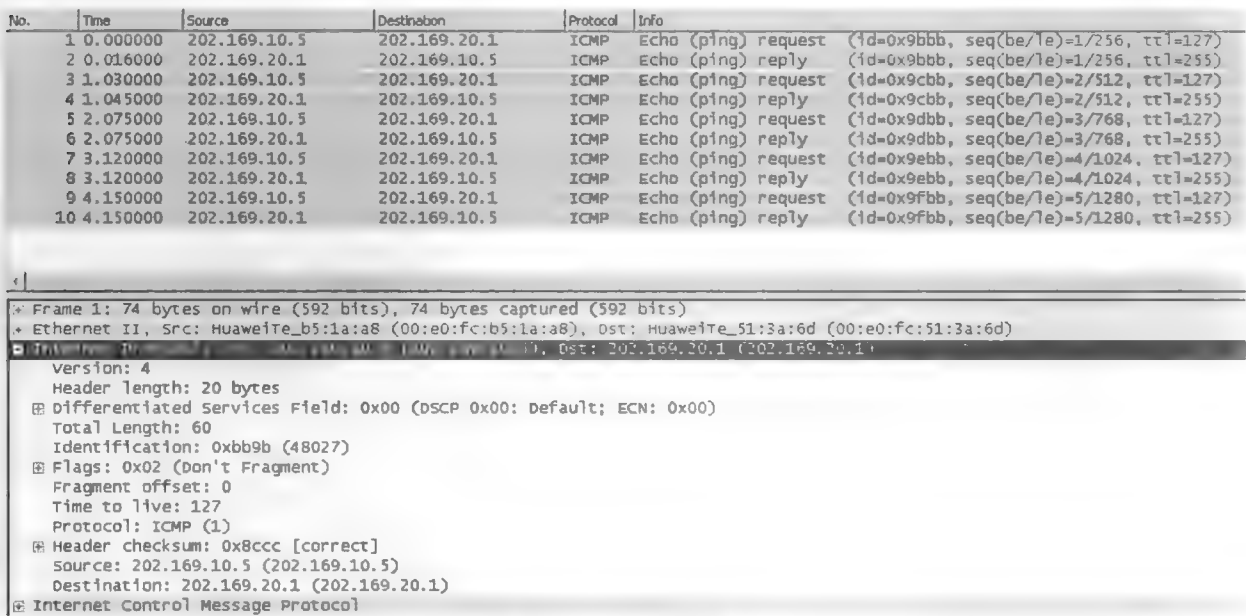 No. Time Source Destination Protocol Info
1 0.000000 202.169.10.5 202.169.20.1 ICMP Echo (ping) request (id=0x9bbb, seq(be/le)=1/256, ttl=127)
2 0.016000 202.169.20.1 202.169.10.5 ICMP Echo (ping) reply (id=0x9bbb, seq(be/le)=1/256, ttl=255)
3 1.030000 202.169.10.5 202.169.20.1 ICMP Echo (ping) request (id=0x9cbb, seq(be/le)=2/512, ttl=127)
4 1.045000 202.169.20.1 202.169.10.5 ICMP Echo (ping) reply (id=0x9cbb, seq(be/le)=2/512, ttl=255)
5 2.075000 202.169.10.5 202.169.20.1 ICMP Echo (ping) request (id=0x9dbb, seq(be/le)=3/768, ttl=127)
6 2.075000 202.169.20.1 202.169.10.5 ICMP Echo (ping) reply (id=0x9dbb, seq(be/le)=3/768, ttl=255)
7 3.120000 202.169.10.5 202.169.20.1 ICMP Echo (ping) request (id=0x9ebb, seq(be/le)=4/1024, ttl=127)
8 3.120000 202.169.20.1 202.169.10.5 ICMP Echo (ping) reply (id=0x9ebb, seq(be/le)=4/1024, ttl=255)
9 4.150000 202.169.10.5 202.169.20.1 ICMP Echo (ping) request (id=0x9fbb, seq(be/le)=5/1280, ttl=127)
10 4.150000 202.169.20.1 202.169.10.5 ICMP Echo (ping) reply (id=0x9fbb, seq(be/le)=5/1280, ttl=255)
Frame 1: 74 bytes on wire (592 bits), 74 bytes captured (592 bits)
Ethernet II, Src: HuaweiTe_b5:1a:a8 (00:e0:fc:b5:1a:a8), Dst: HuaweiTe_51:3a:6d (00:e0:fc:51:3a:6d)
Dst: 202.169.20.1 (202.169.20.1)
Version: 4
Header length: 20 bytes
Differentiated Services Field: 0x00 (DSCP 0x00: Default; ECN: 0x00)
Total Length: 60
Identification: 0xbb9b (48027)
Flags: 0x02 (Don't Fragment)
Fragment offset: 0
Time to live: 127
Protocol: ICMP (1)
Header checksum: 0x8ccc [correct]
Source: 202.169.10.5 (202.169.10.5)
Destination: 202.169.20.1 (202.169.20.1)
Internet Control Message Protocol